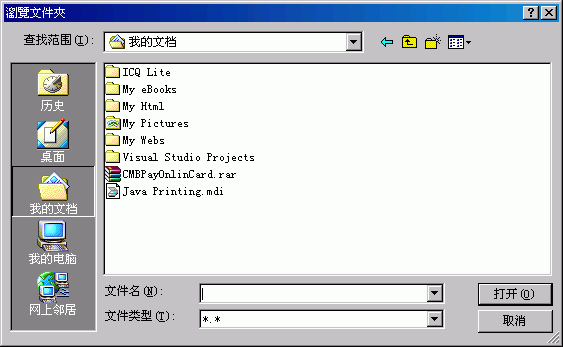 瀏覽文件夾
查找范围(I):
我的文档
历史
桌面
我的文档
我的电脑
网上邻居
ICQ Lite
My eBooks
My Html
My Pictures
My Webs
Visual Studio Projects
CMBPayOnlinCard.rar
Java Printing.mdi
文件名(N):
打开(O)
文件类型(T):
*.*
取消